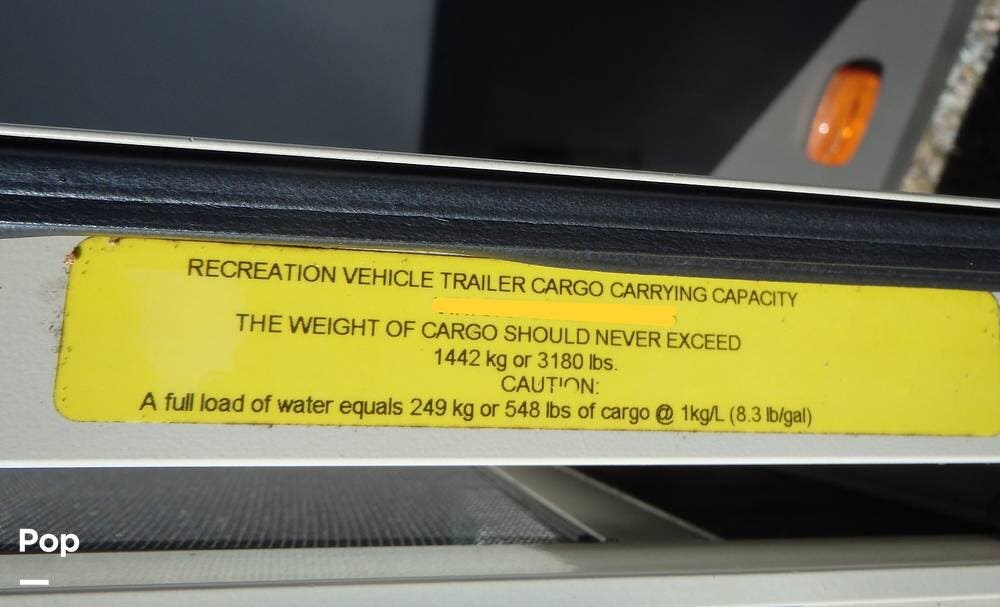 RECREATION VEHICLE TRAILER CARGO CARRYING CAPACITY
THE WEIGHT OF CARGO SHOULD NEVER EXCEED
1442 kg or 3180 lbs.
CAUTION:
A full load of water equals 249 kg or 548 lbs of cargo @ 1kg/L (8.3 lb/gal)
Pop